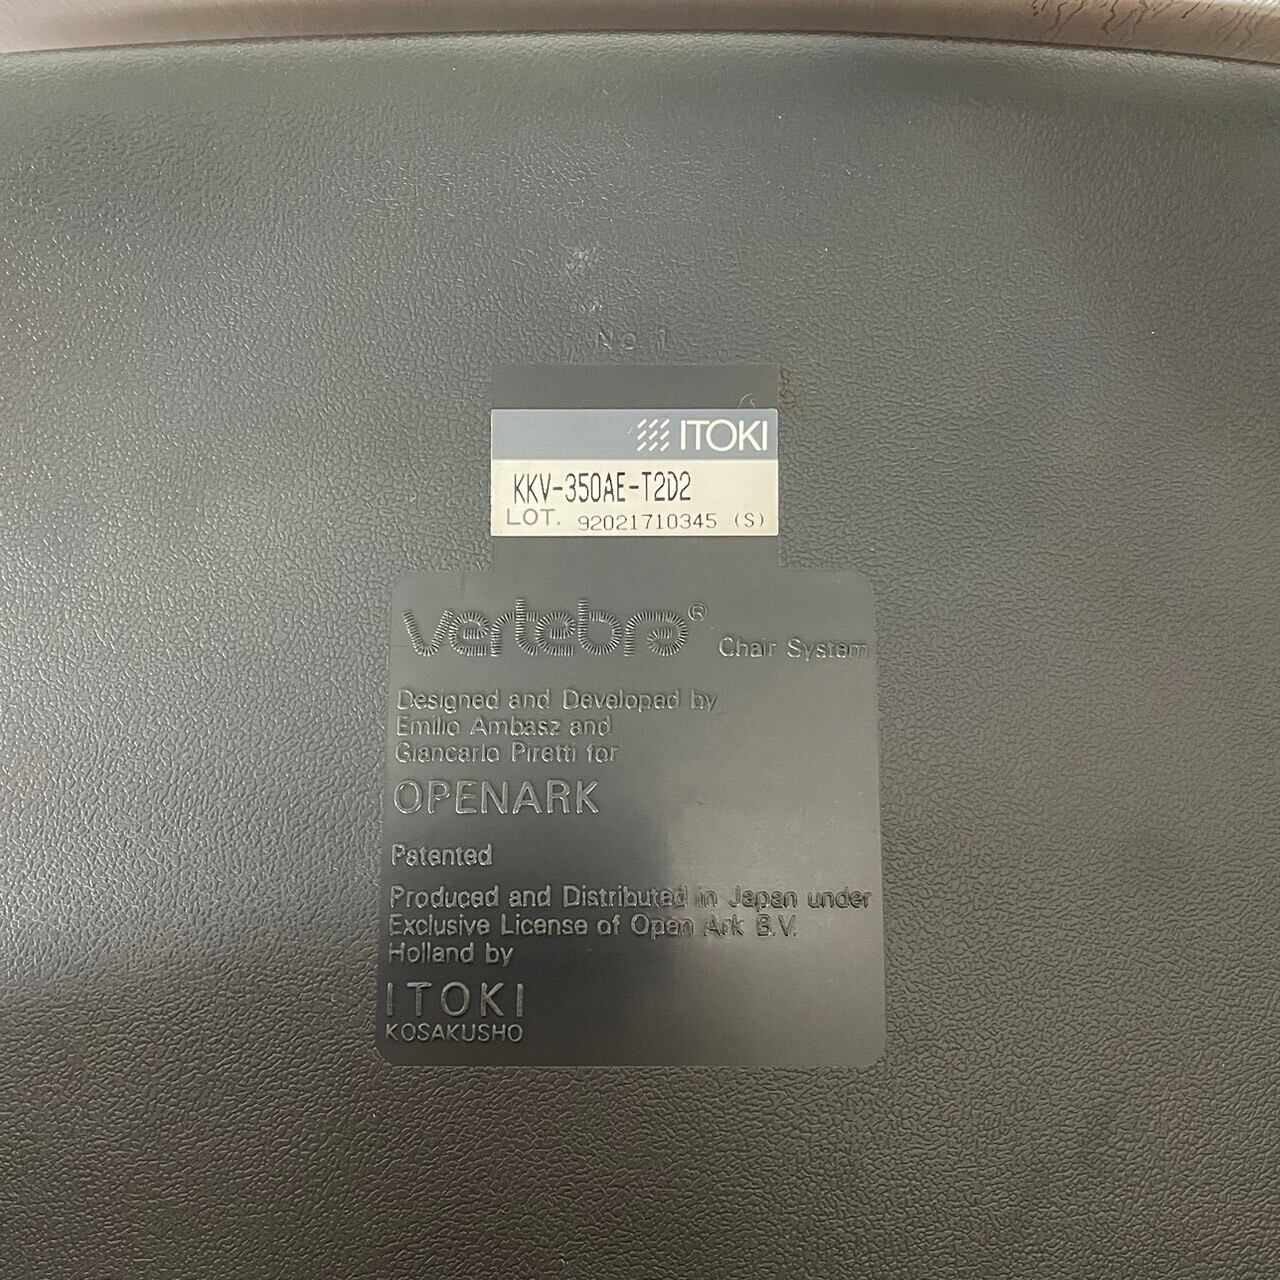 No 1
ITOKI
KKV-350AE-T2D2
LOT. 92021710345 (S)
vertebra® Chair System
Designed and Developed by
Emilio Ambasz and
Giancarlo Piretti for
OPENARK
Patented
Produced and Distributed in Japan under
Exclusive License of Open Ark B.V.
Holland by
ITOKI
KOSAKUSHO